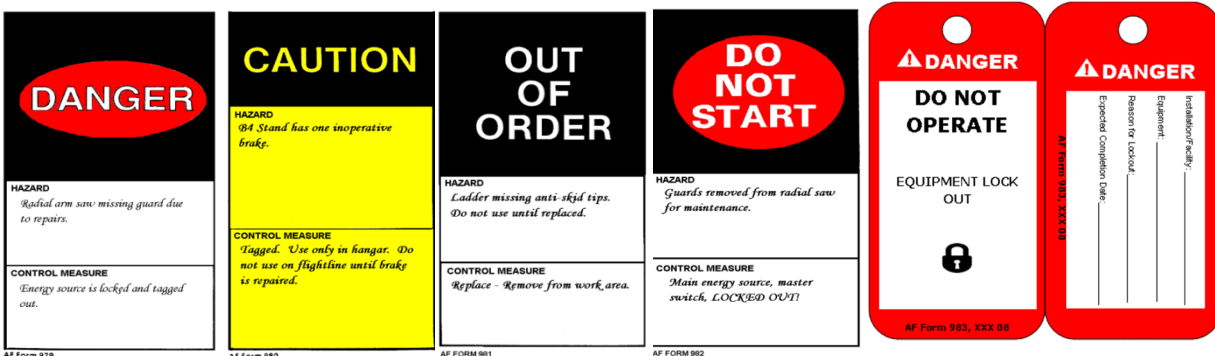 DANGER
HAZARD
Radial arm saw missing guard due
to repairs.
CONTROL MEASURE
Energy source is locked and tagged
out.
AF Form 979
CAUTION
HAZARD
B4 Stand has one inoperative
brake.
CONTROL MEASURE
Tagged. Use only in hangar. Do
not use on flightline until brake
is repaired.
AF Form 980
OUT
OF
ORDER
HAZARD
Ladder missing anti-skid tips.
Do not use until replaced.
CONTROL MEASURE
Replace - Remove from work area.
AF FORM 981
DO
NOT
START
HAZARD
Guards removed from radial saw
for maintenance.
CONTROL MEASURE
Main energy source, master
switch, LOCKED OUT!
AF FORM 982
DANGER
DO NOT
OPERATE
EQUIPMENT LOCK
OUT
AF Form 983, XXX 08
DANGER
Installation/Facility:
Equipment:
Reason for Lockout:
Expected Completion Date:
AF Form 983, XXX 08